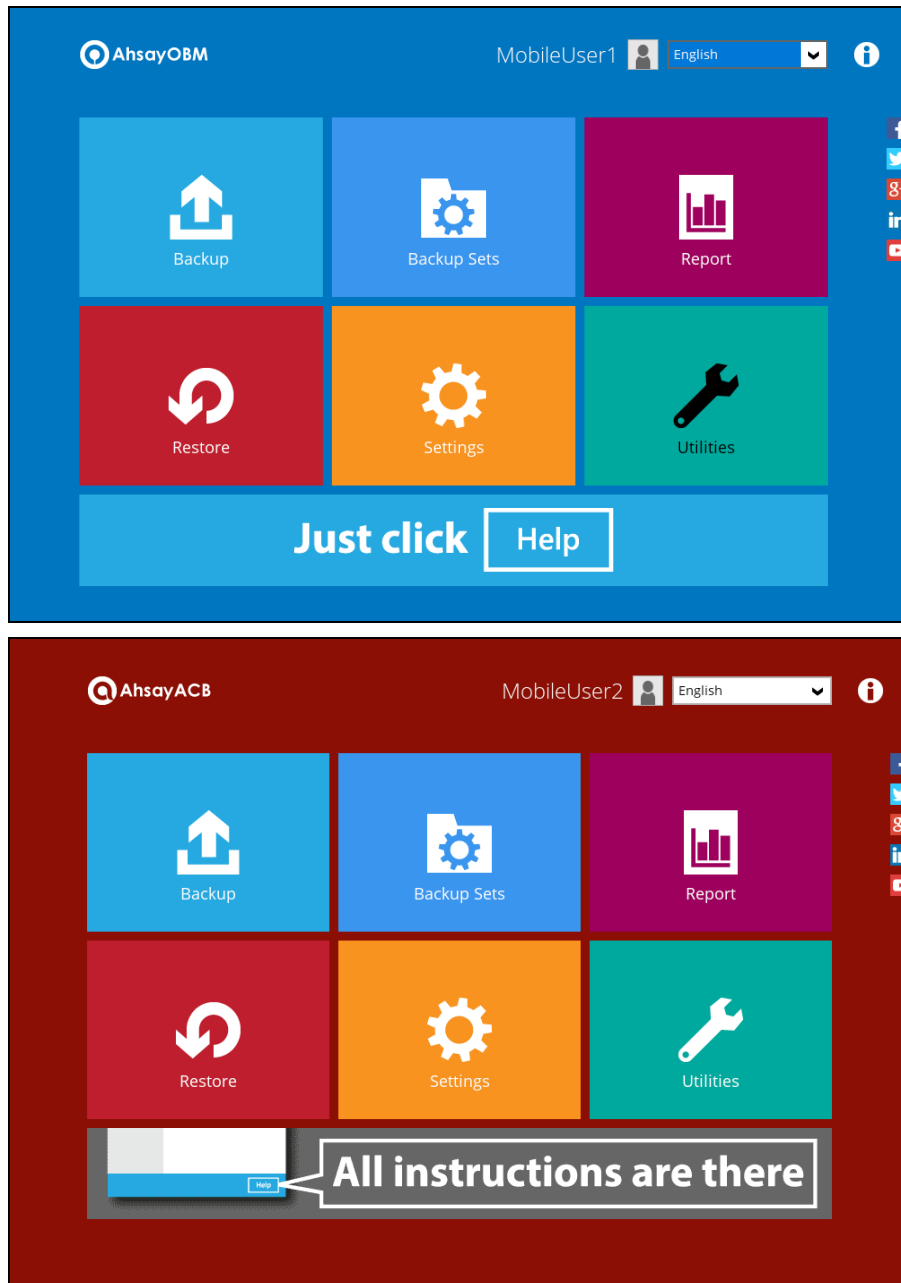 AhsayOBM
MobileUser1 English
Backup Backup Sets Report
Restore Settings Utilities
Just click Help
AhsayACB
MobileUser2 English
Backup Backup Sets Report
Restore Settings Utilities
Help All instructions are there